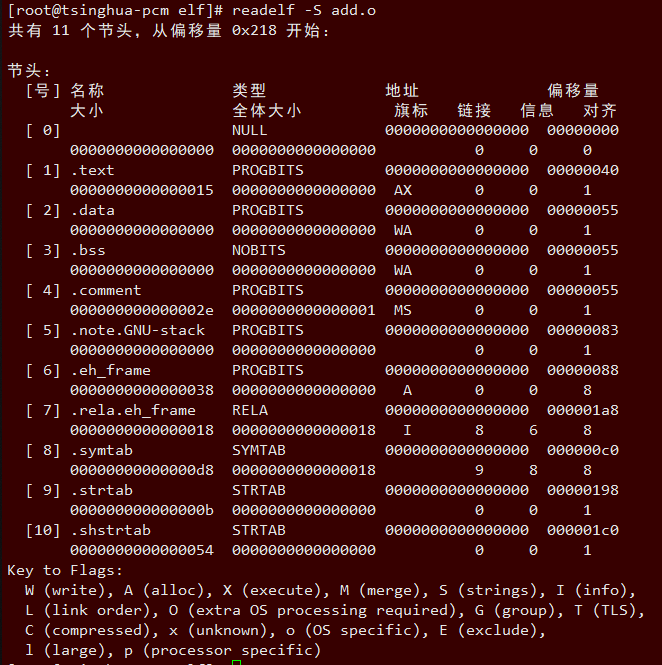 [root@tsinghua-pcm elf]# readelf -S add.o
共有 11 个节头，从偏移量 0x218 开始：
节头：
  [号] 名称              类型             地址              偏移量
       大小              全体大小          旗标   链接   信息   对齐
  [ 0]                   NULL             0000000000000000  00000000
       0000000000000000  0000000000000000           0     0     0
  [ 1] .text             PROGBITS         0000000000000000  00000040
       0000000000000015  0000000000000000  AX       0     0     1
  [ 2] .data             PROGBITS         0000000000000000  00000055
       0000000000000000  0000000000000000  WA       0     0     1
  [ 3] .bss              NOBITS           0000000000000000  00000055
       0000000000000000  0000000000000000  WA       0     0     1
  [ 4] .comment          PROGBITS         0000000000000000  00000055
       000000000000002e  0000000000000001  MS       0     0     1
  [ 5] .note.GNU-stack   PROGBITS         0000000000000000  00000083
       0000000000000000  0000000000000000           0     0     1
  [ 6] .eh_frame         PROGBITS         0000000000000000  00000088
       0000000000000038  0000000000000000   A       0     0     8
  [ 7] .rela.eh_frame    RELA             0000000000000000  000001a8
       0000000000000018  0000000000000018   I       8     6     8
  [ 8] .symtab           SYMTAB           0000000000000000  000000c0
       00000000000000d8  0000000000000018           9     8     8
  [ 9] .strtab           STRTAB           0000000000000000  00000198
       000000000000000b  0000000000000000           0     0     1
  [10] .shstrtab         STRTAB           0000000000000000  000001c0
       0000000000000054  0000000000000000           0     0     1
Key to Flags:
  W (write), A (alloc), X (execute), M (merge), S (strings), I (info),
  L (link order), O (extra OS processing required), G (group), T (TLS),
  C (compressed), x (unknown), o (OS specific), E (exclude),
  l (large), p (processor specific)